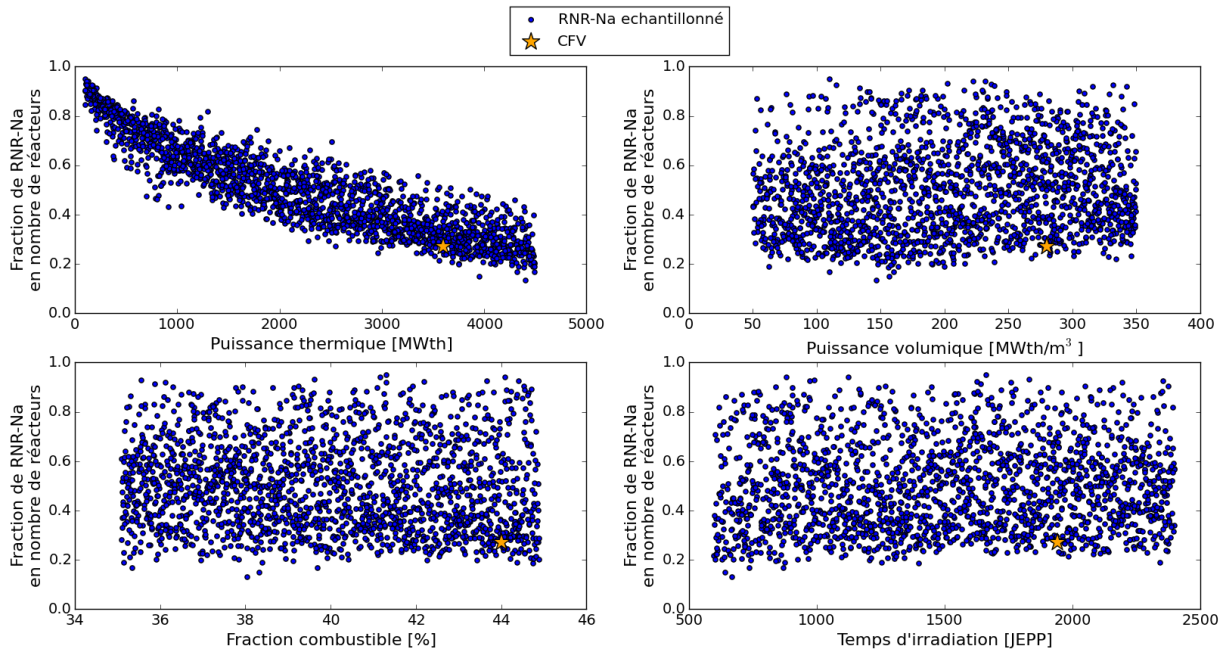 RNR-Na echantillonné
CFV
Fraction de RNR-Na
en nombre de réacteurs
1.0
0.8
0.6
0.4
0.2
0.0
0 1000 2000 3000 4000 5000
Puissance thermique [MWth]
Fraction de RNR-Na
en nombre de réacteurs
1.0
0.8
0.6
0.4
0.2
0.0
0 50 100 150 200 250 300 350 400
Puissance volumique [MWth/m³ ]
Fraction de RNR-Na
en nombre de réacteurs
1.0
0.8
0.6
0.4
0.2
0.0
34 36 38 40 42 44 46
Fraction combustible [%]
Fraction de RNR-Na
en nombre de réacteurs
1.0
0.8
0.6
0.4
0.2
0.0
500 1000 1500 2000 2500
Temps d'irradiation [JEPP]